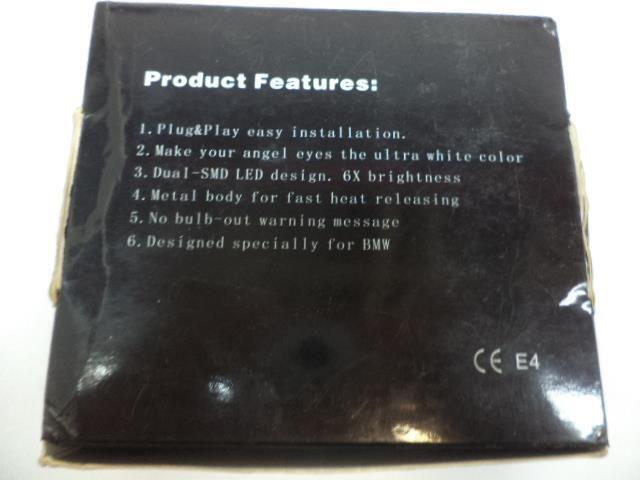 Product Features:
1. Plug&Play easy installation.
2. Make your angel eyes the ultra white color
3. Dual-SMD LED design. 6X brightness
4. Metal body for fast heat releasing
5. No bulb-out warning message
6. Designed specially for BMW
CE E4